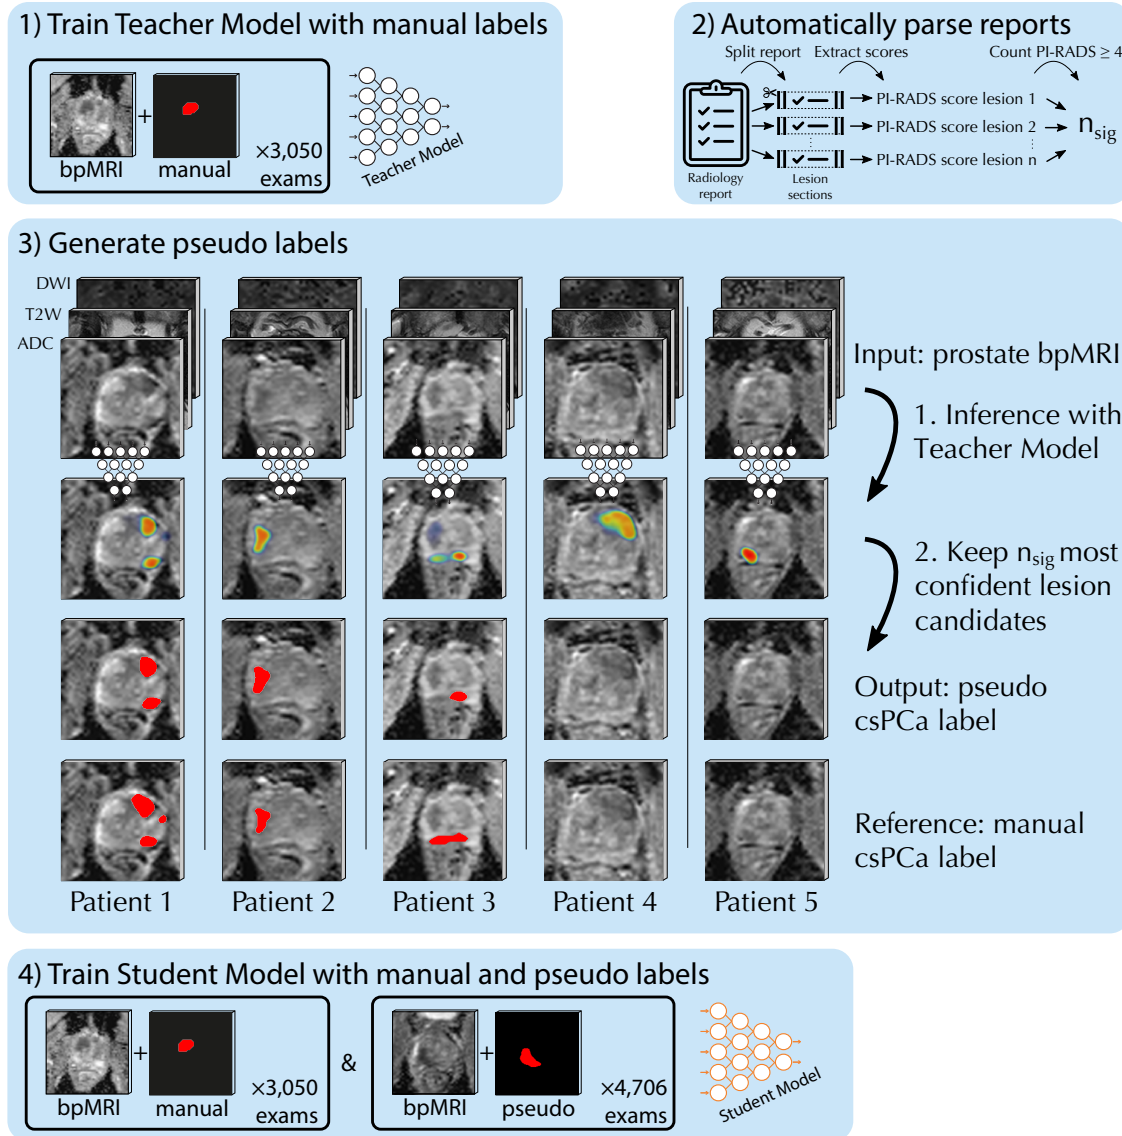 1) Train Teacher Model with manual labels
bpMRI
+
manual
×3,050
exams
Teacher Model
2) Automatically parse reports
Split report
Extract scores
Count PI-RADS ≥ 4
Radiology
report
Lesion
sections
PI-RADS score lesion 1
PI-RADS score lesion 2
PI-RADS score lesion n
nsig
3) Generate pseudo labels
DWI
T2W
ADC
Input: prostate bpMRI
1. Inference with
Teacher Model
2. Keep nsig most
confident lesion
candidates
Output: pseudo
csPCa label
Reference: manual
csPCa label
Patient 1
Patient 2
Patient 3
Patient 4
Patient 5
4) Train Student Model with manual and pseudo labels
bpMRI
+
manual
×3,050
exams
&
bpMRI
+
pseudo
×4,706
exams
Student Model